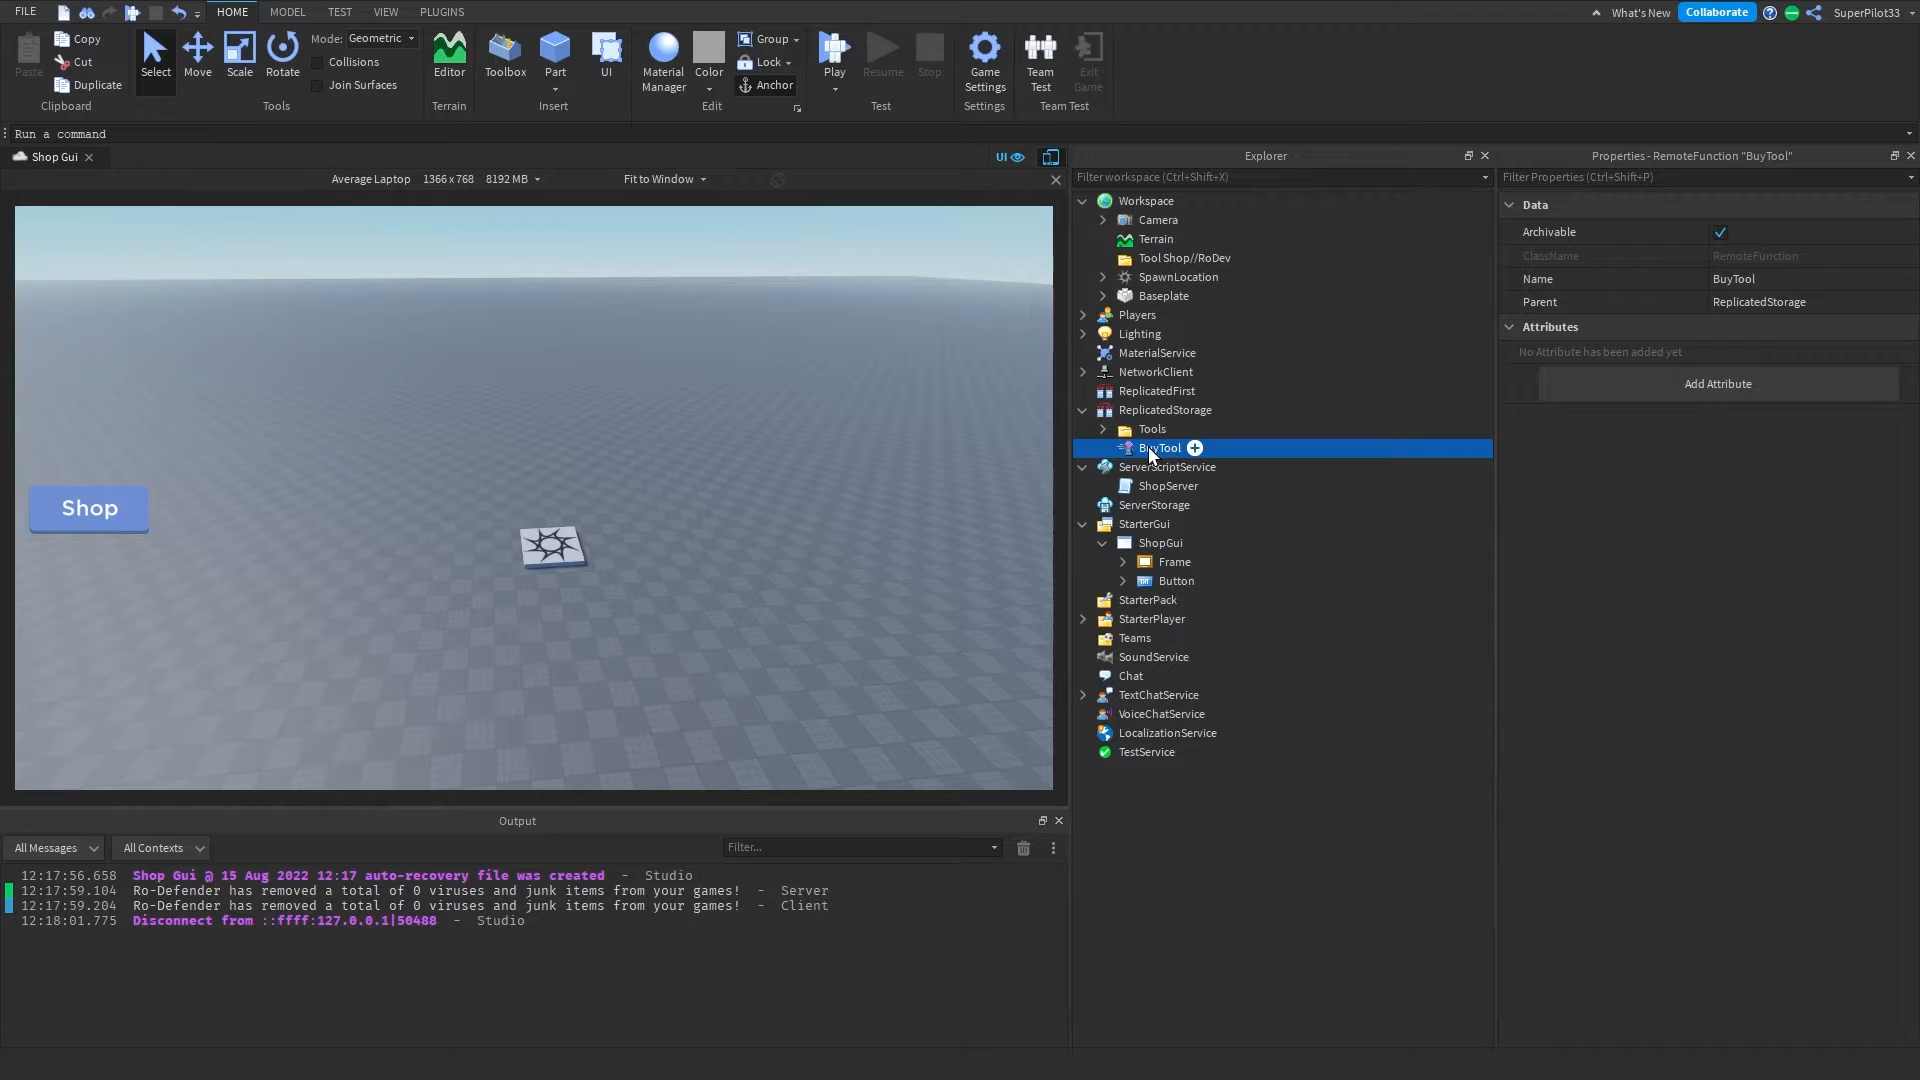 FILE
HOME
MODEL
TEST
VIEW
PLUGINS
What's New
Collaborate
SuperPilot33
Paste
Copy
Cut
Duplicate
Clipboard
Select
Move
Scale
Rotate
Mode: Geometric
Collisions
Join Surfaces
Tools
Editor
Terrain
Toolbox
Part
UI
Insert
Material
Manager
Color
Group
Lock
Anchor
Edit
Play
Resume
Stop
Test
Game
Settings
Settings
Team
Test
Exit
Game
Team Test
Run a command
Shop Gui
UI
Average Laptop 1366 x 768 8192 MB
Fit to Window
Shop
Explorer
Filter workspace (Ctrl+Shift+X)
Workspace
Camera
Terrain
Tool Shop//RoDev
SpawnLocation
Baseplate
Players
Lighting
MaterialService
NetworkClient
ReplicatedFirst
ReplicatedStorage
Tools
BuyTool
ServerScriptService
ShopServer
ServerStorage
StarterGui
ShopGui
Frame
Button
StarterPack
StarterPlayer
Teams
SoundService
Chat
TextChatService
VoiceChatService
LocalizationService
TestService
Properties - RemoteFunction "BuyTool"
Filter Properties (Ctrl+Shift+P)
Data
Archivable
ClassName RemoteFunction
Name BuyTool
Parent ReplicatedStorage
Attributes
No Attribute has been added yet
Add Attribute
Output
All Messages
All Contexts
Filter...
12:17:56.658 Shop Gui @ 15 Aug 2022 12:17 auto-recovery file was created - Studio
12:17:59.104 Ro-Defender has removed a total of 0 viruses and junk items from your games! - Server
12:17:59.204 Ro-Defender has removed a total of 0 viruses and junk items from your games! - Client
12:18:01.775 Disconnect from ::ffff:127.0.0.1|50488 - Studio